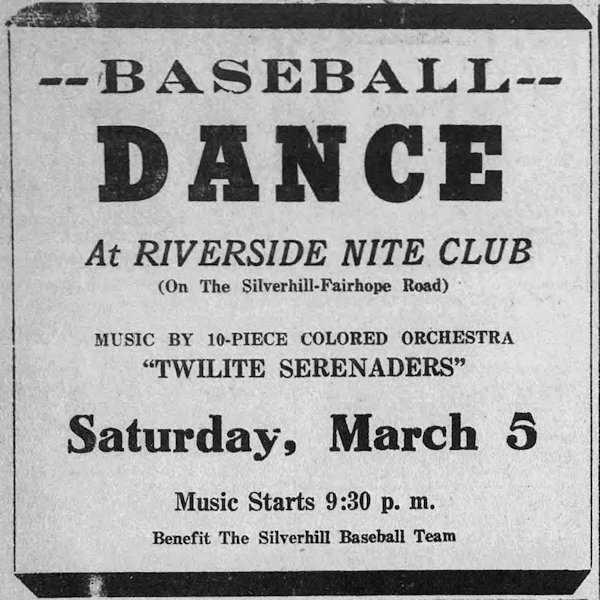 --BASEBALL--
DANCE
At RIVERSIDE NITE CLUB
(On The Silverhill-Fairhope Road)
MUSIC BY 10-PIECE COLORED ORCHESTRA
“TWILITE SERENADERS”
Saturday, March 5
Music Starts 9:30 p. m.
Benefit The Silverhill Baseball Team